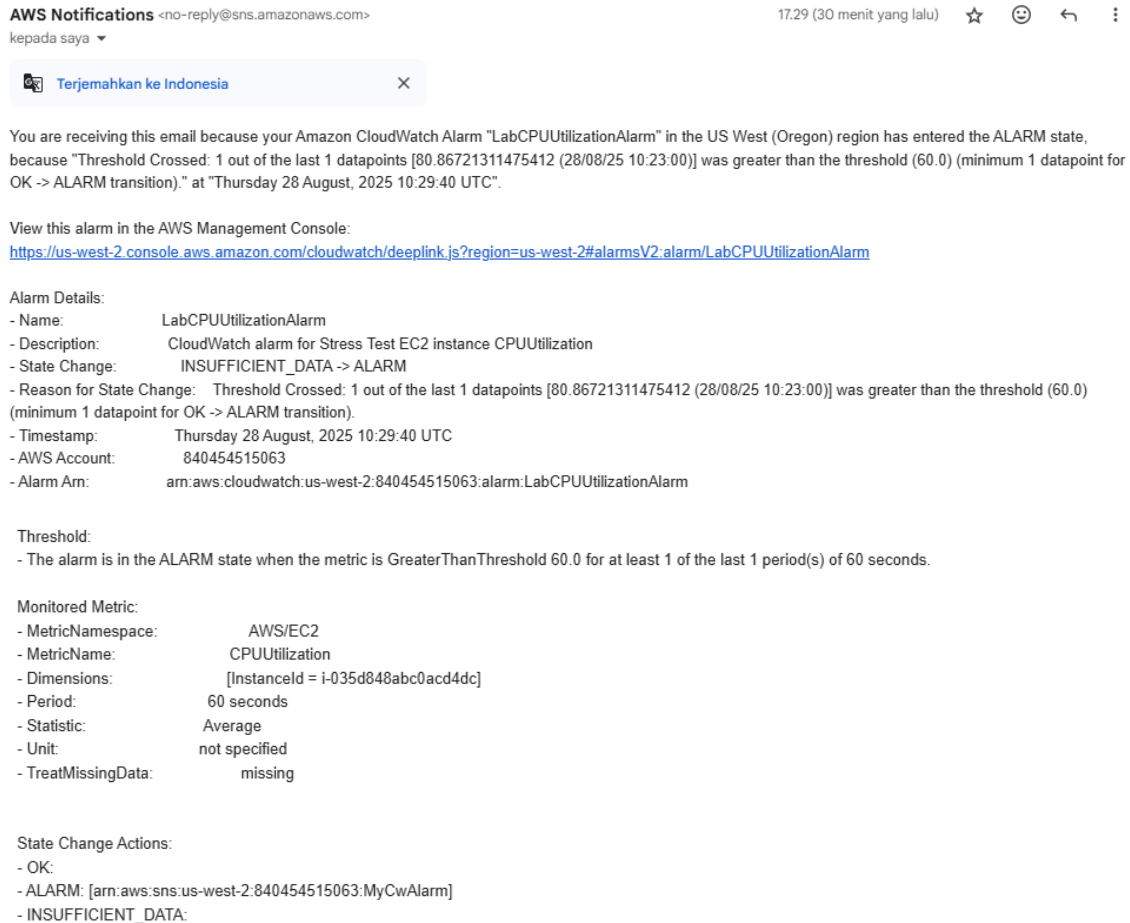 AWS Notifications <no-reply@sns.amazonaws.com> 17.29 (30 menit yang lalu)
kepada saya
Terjemahkan ke Indonesia
You are receiving this email because your Amazon CloudWatch Alarm "LabCPUUtilizationAlarm" in the US West (Oregon) region has entered the ALARM state,
because "Threshold Crossed: 1 out of the last 1 datapoints [80.86721311475412 (28/08/25 10:23:00)] was greater than the threshold (60.0) (minimum 1 datapoint for
OK -> ALARM transition)." at "Thursday 28 August, 2025 10:29:40 UTC".
View this alarm in the AWS Management Console:
https://us-west-2.console.aws.amazon.com/cloudwatch/deeplink.js?region=us-west-2#alarmsV2:alarm/LabCPUUtilizationAlarm
Alarm Details:
- Name: LabCPUUtilizationAlarm
- Description: CloudWatch alarm for Stress Test EC2 instance CPUUtilization
- State Change: INSUFFICIENT_DATA -> ALARM
- Reason for State Change: Threshold Crossed: 1 out of the last 1 datapoints [80.86721311475412 (28/08/25 10:23:00)] was greater than the threshold (60.0)
(minimum 1 datapoint for OK -> ALARM transition).
- Timestamp: Thursday 28 August, 2025 10:29:40 UTC
- AWS Account: 840454515063
- Alarm Arn: arn:aws:cloudwatch:us-west-2:840454515063:alarm:LabCPUUtilizationAlarm
Threshold:
- The alarm is in the ALARM state when the metric is GreaterThanThreshold 60.0 for at least 1 of the last 1 period(s) of 60 seconds.
Monitored Metric:
- MetricNamespace: AWS/EC2
- MetricName: CPUUtilization
- Dimensions: [InstanceId = i-035d848abc0acd4dc]
- Period: 60 seconds
- Statistic: Average
- Unit: not specified
- TreatMissingData: missing
State Change Actions:
- OK:
- ALARM: [arn:aws:sns:us-west-2:840454515063:MyCwAlarm]
- INSUFFICIENT_DATA: